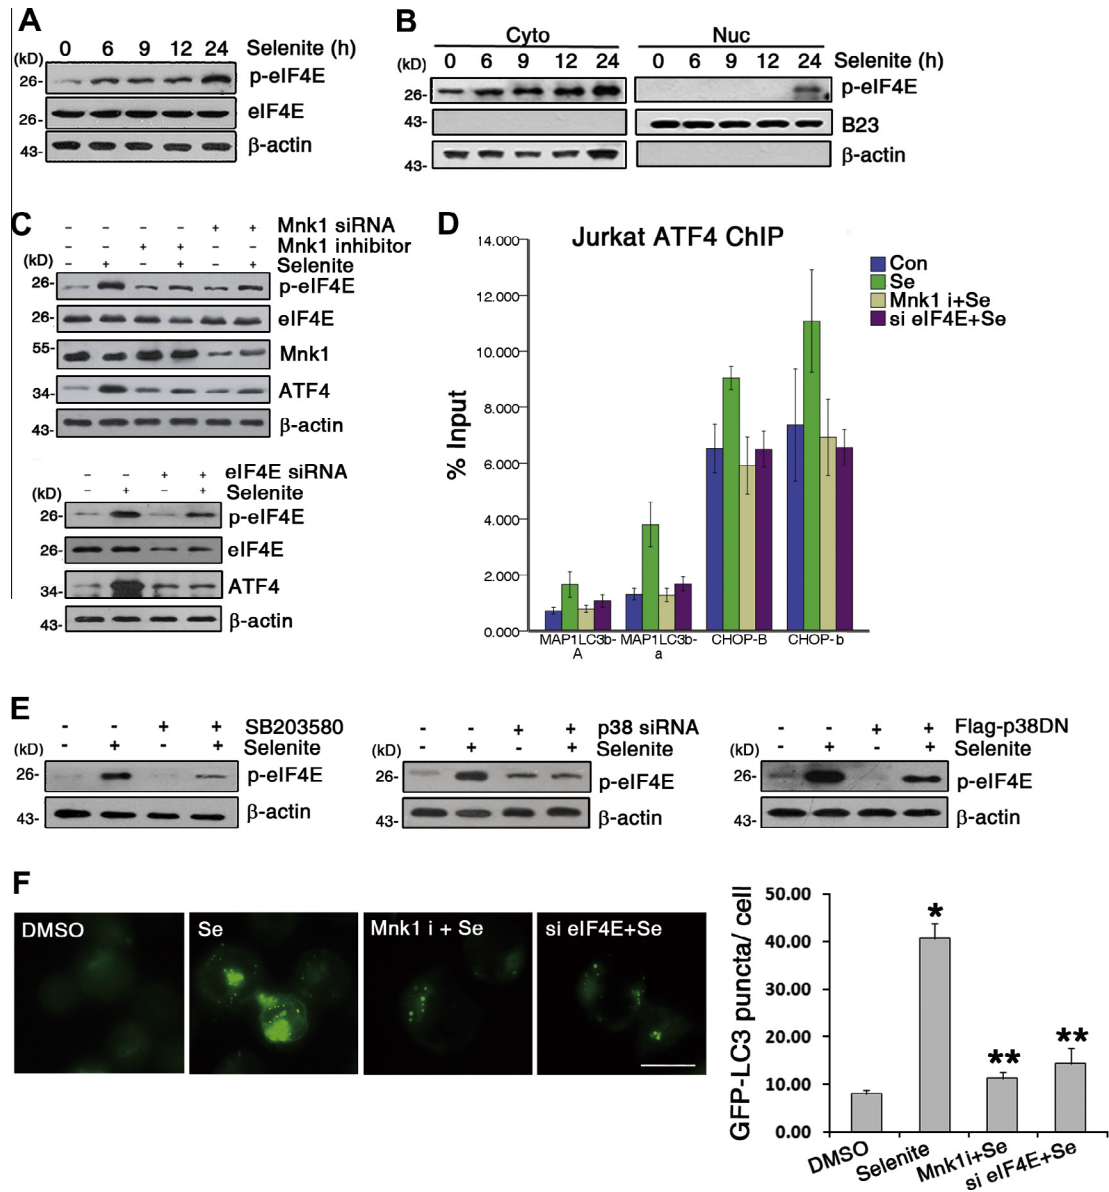 A
0 6 9 12 24 Selenite (h)
(kD)
26- p-eIF4E
26- eIF4E
43- β-actin
B
Cyto Nuc
(kD) 0 6 9 12 24 0 6 9 12 24 Selenite (h)
26- p-eIF4E
43- B23
43- β-actin
C
- - - - + + Mnk1 siRNA
- - + + Mnk1 inhibitor
(kD) - + - + - + Selenite
26- p-eIF4E
26- eIF4E
55- Mnk1
34- ATF4
43- β-actin
- - + + eIF4E siRNA
(kD) - + - + Selenite
26- p-eIF4E
26- eIF4E
34- ATF4
43- β-actin
D
Jurkat ATF4 ChIP
14.000
12.000
10.000
8.000
6.000
4.000
2.000
0.000
% Input
Con
Se
Mnk1 i+Se
si eIF4E+Se
MAP1LC3b-A
MAP1LC3b-a
CHOP-B
CHOP-b
E
- - + + SB203580
(kD) - + - + Selenite
26- p-eIF4E
43- β-actin
- - + + p38 siRNA
(kD) - + - + Selenite
26- p-eIF4E
43- β-actin
- - + + Flag-p38DN
(kD) - + - + Selenite
26- p-eIF4E
43- β-actin
F
DMSO
Se
Mnk1 i + Se
si eIF4E+Se
GFP-LC3 puncta/ cell
50.00
40.00
30.00
20.00
10.00
0.00
*
**
**
DMSO
Selenite
Mnk1i+Se
si eIF4E+Se